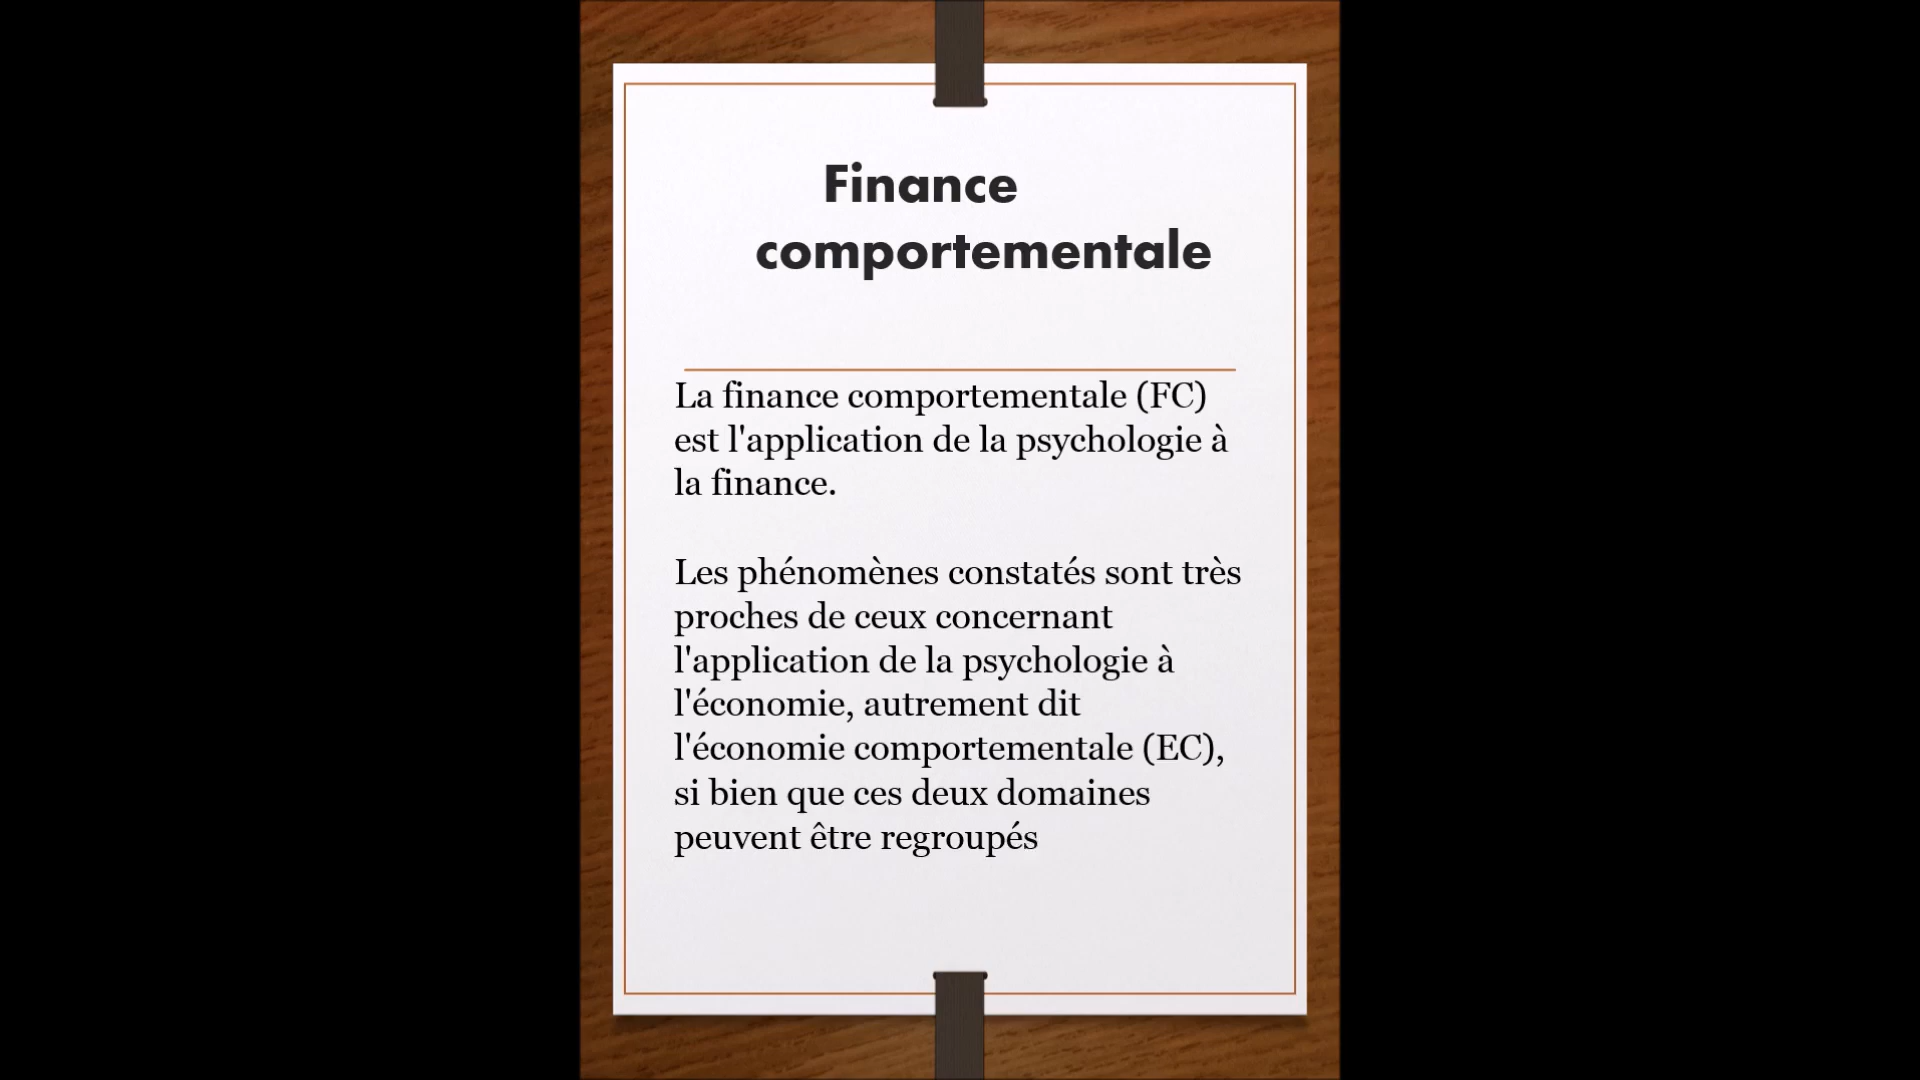 Finance
comportementale
La finance comportementale (FC)
est l'application de la psychologie à
la finance.
Les phénomènes constatés sont très
proches de ceux concernant
l'application de la psychologie à
l'économie, autrement dit
l'économie comportementale (EC),
si bien que ces deux domaines
peuvent être regroupés